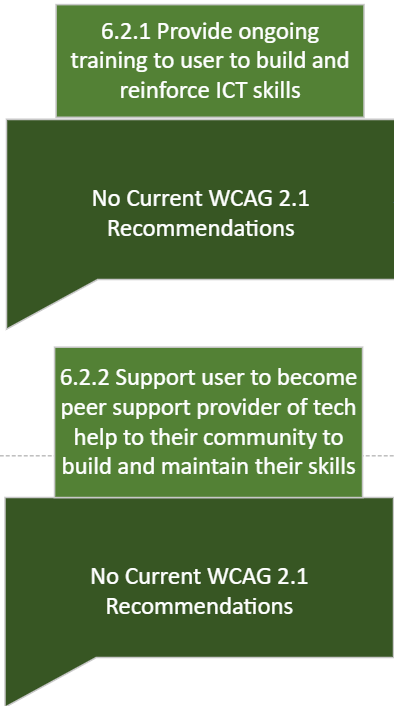 6.2.1 Provide ongoing
training to user to build and
reinforce ICT skills
No Current WCAG 2.1
Recommendations
6.2.2 Support user to become
peer support provider of tech
help to their community to
build and maintain their skills
No Current WCAG 2.1
Recommendations